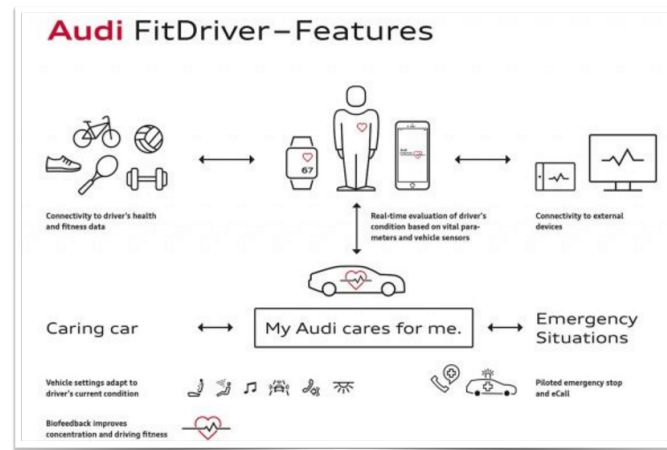 Audi FitDriver – Features
67
Connectivity to driver's health
and fitness data
Real-time evaluation of driver's
condition based on vital para-
meters and vehicle sensors
Connectivity to external
devices
Caring car
My Audi cares for me.
Emergency
Situations
Vehicle settings adapt to
driver's current condition
Piloted emergency stop
and eCall
Biofeedback improves
concentration and driving fitness